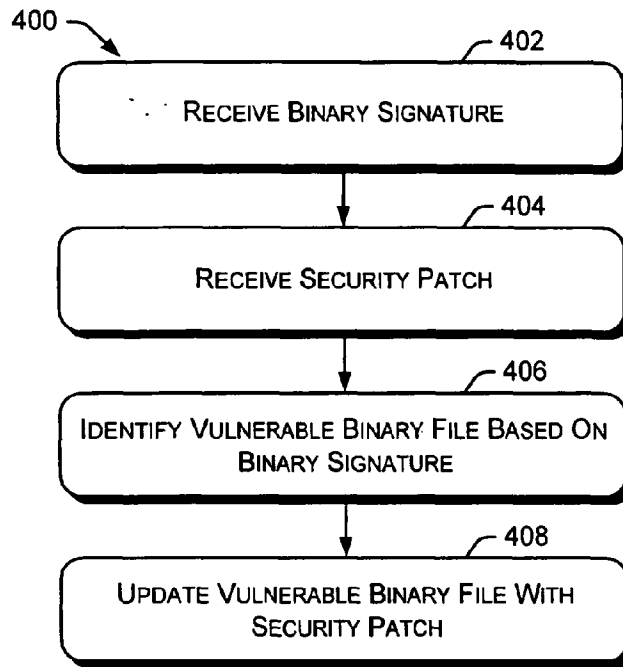 400
402
RECEIVE BINARY SIGNATURE
404
RECEIVE SECURITY PATCH
406
IDENTIFY VULNERABLE BINARY FILE BASED ON
BINARY SIGNATURE
408
UPDATE VULNERABLE BINARY FILE WITH
SECURITY PATCH